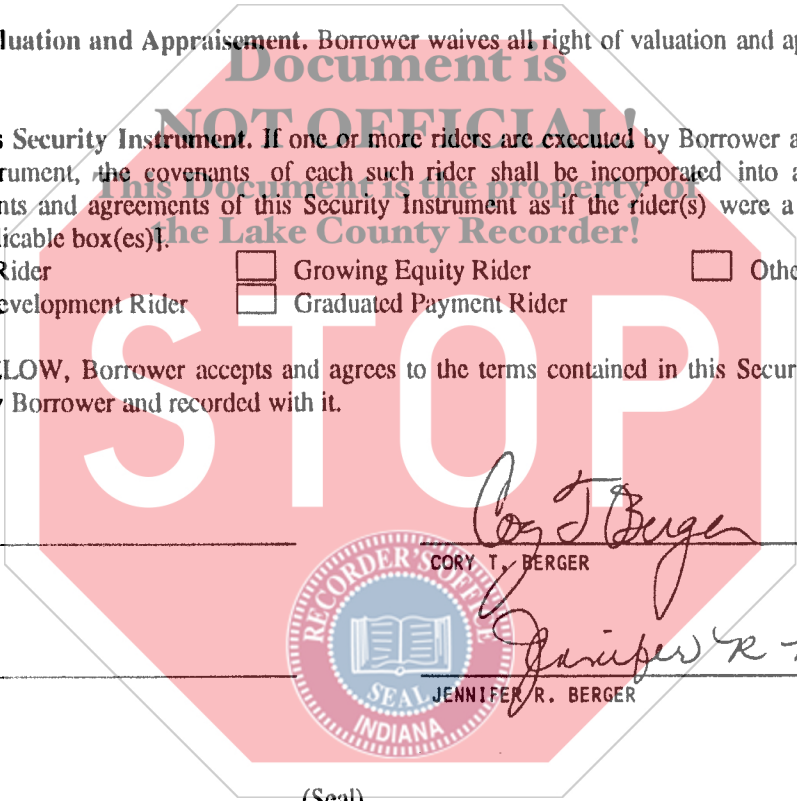 luation and Appraisement. Borrower waives all right of valuation and ap
Document is
NOT OFFICIAL!
s Security Instrument. If one or more riders are executed by Borrower a
rument, the covenants of each such rider shall be incorporated into a
This Document is the property of
nts and agreements of this Security Instrument as if the rider(s) were a
the Lake County Recorder!
licable box(es)].
Rider Growing Equity Rider Othe
evelopment Rider Graduated Payment Rider
STOP
ELOW, Borrower accepts and agrees to the terms contained in this Secur
y Borrower and recorded with it.
Cory T Berger
CORY T. BERGER
RECORDER'S OFFICE
Jennifer R
SEAL
JENNIFER R. BERGER
INDIANA
(Seal)